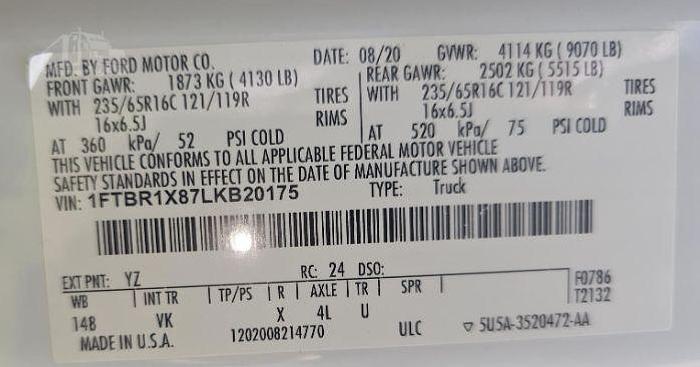 MFD. BY FORD MOTOR CO. DATE: 08/20 GVWR: 4114 KG ( 9070 LB)
FRONT GAWR: 1873 KG ( 4130 LB) REAR GAWR: 2502 KG ( 5515 LB)
WITH 235/65R16C 121/119R TIRES WITH 235/65R16C 121/119R TIRES
16x6.5J RIMS 16x6.5J RIMS
AT 360 kPa/ 52 PSI COLD AT 520 kPa/ 75 PSI COLD
THIS VEHICLE CONFORMS TO ALL APPLICABLE FEDERAL MOTOR VEHICLE
SAFETY STANDARDS IN EFFECT ON THE DATE OF MANUFACTURE SHOWN ABOVE.
VIN: 1FTBR1X87LKB20175 TYPE: Truck
EXT PNT: YZ RC: 24 DSO:
WB INT TR TP/PS R AXLE TR SPR F0786
T2132
148 VK X 4L U
MADE IN U.S.A. 1202008214770 ULC ▽ 5U5A-3520472-AA